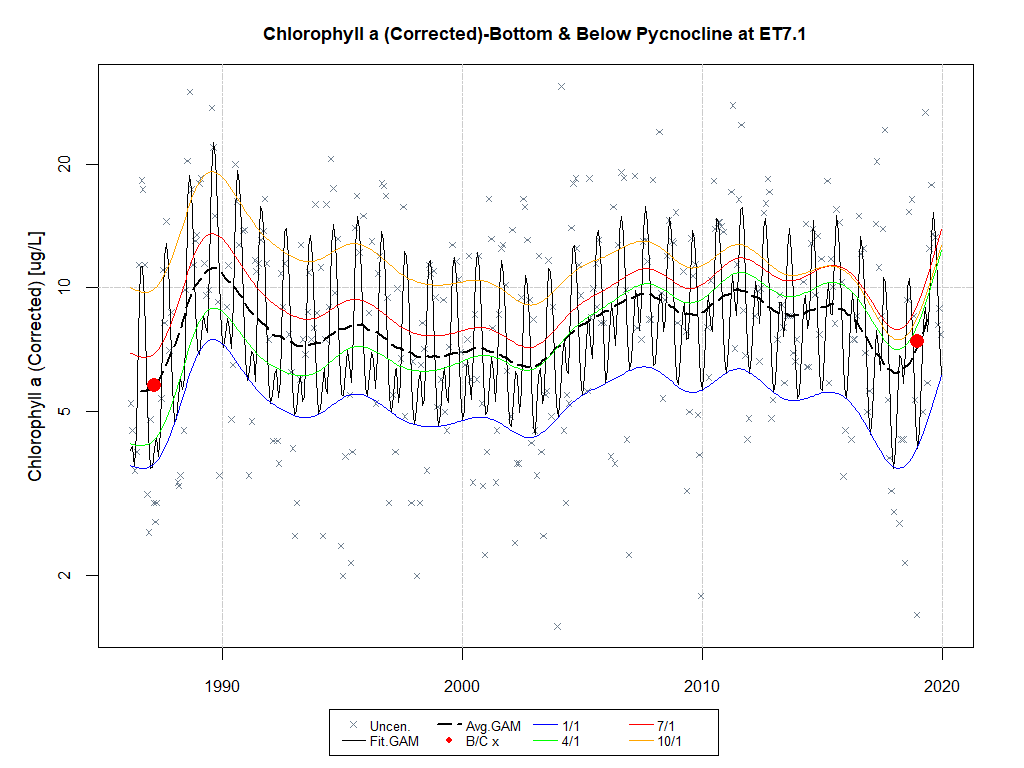 Chlorophyll a (Corrected)-Bottom & Below Pycnocline at ET7.1
Chlorophyll a (Corrected) [ug/L]
20
10
5
2
1990
2000
2010
2020
Uncen. Avg.GAM 1/1 7/1
Fit.GAM B/C x 4/1 10/1